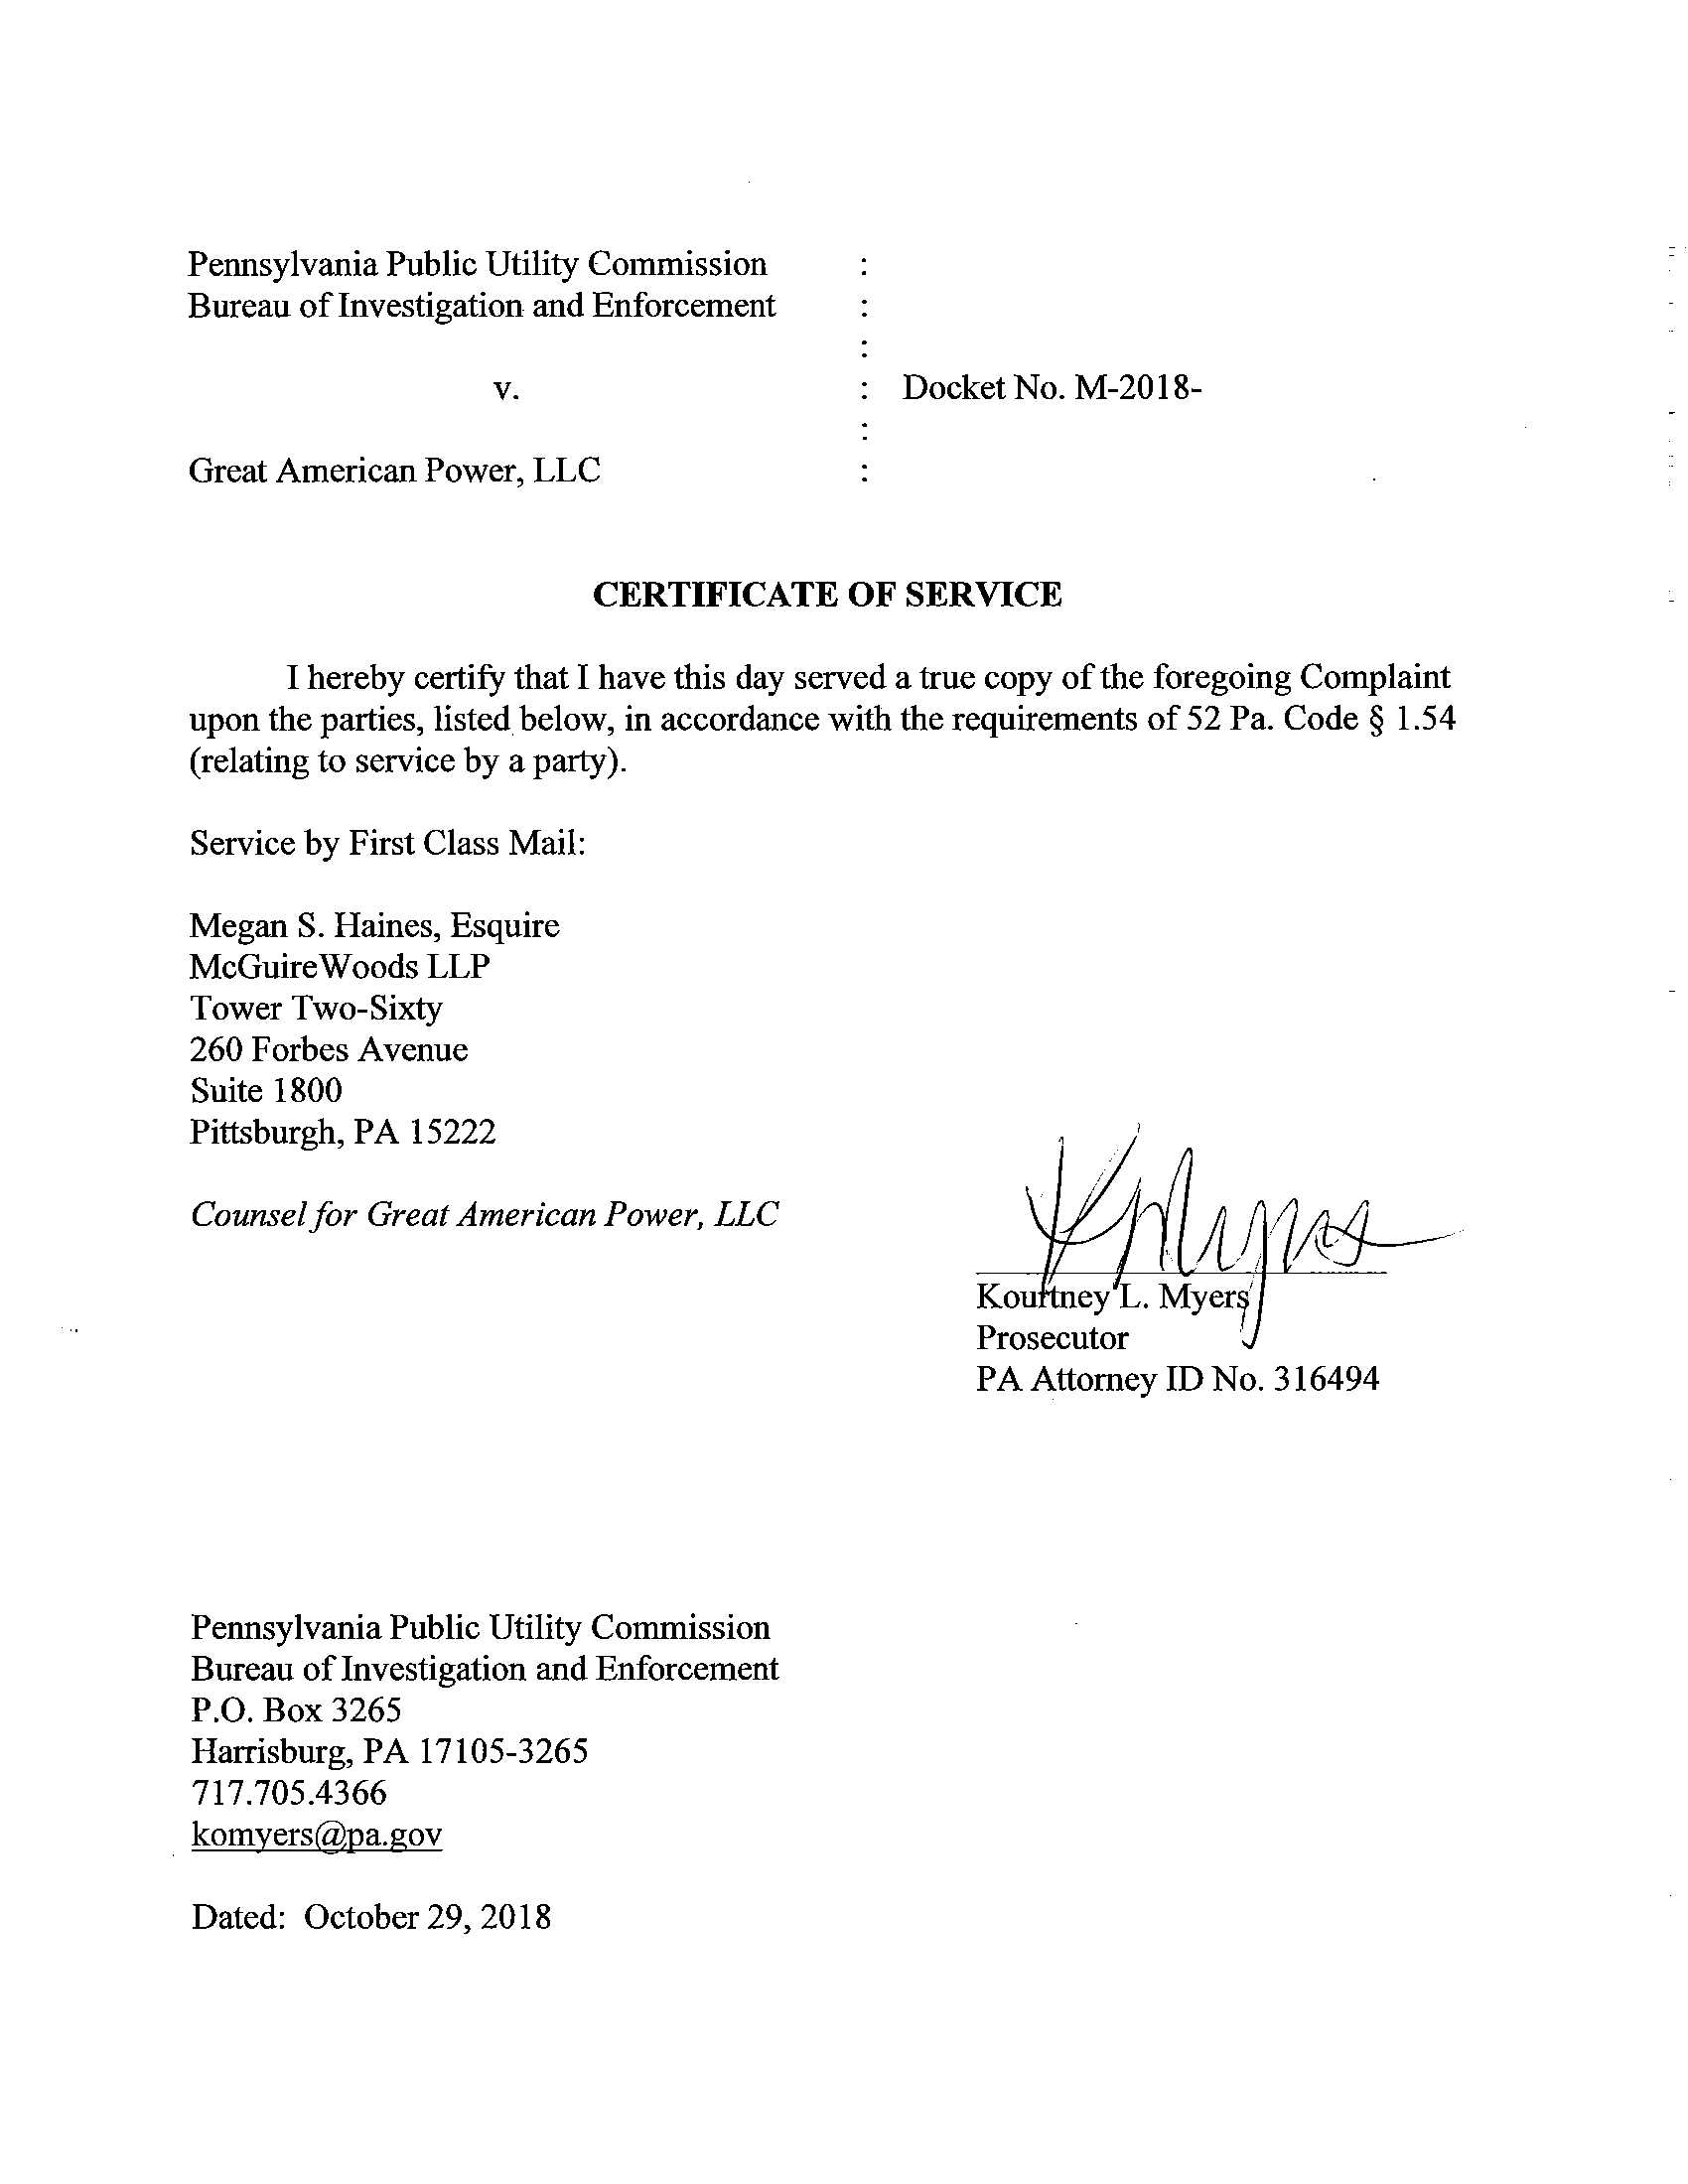 Pennsylvania Public Utility Commission :
Bureau of Investigation and Enforcement :
:
v. : Docket No. M-2018-
:
Great American Power, LLC :
CERTIFICATE OF SERVICE
I hereby certify that I have this day served a true copy of the foregoing Complaint
upon the parties, listed below, in accordance with the requirements of 52 Pa. Code § 1.54
(relating to service by a party).
Service by First Class Mail:
Megan S. Haines, Esquire
McGuireWoods LLP
Tower Two-Sixty
260 Forbes Avenue
Suite 1800
Pittsburgh, PA 15222
Counsel for Great American Power, LLC
KMyers
Kourtney L. Myers
Prosecutor
PA Attorney ID No. 316494
Pennsylvania Public Utility Commission
Bureau of Investigation and Enforcement
P.O. Box 3265
Harrisburg, PA 17105-3265
717.705.4366
komyers@pa.gov
Dated: October 29, 2018